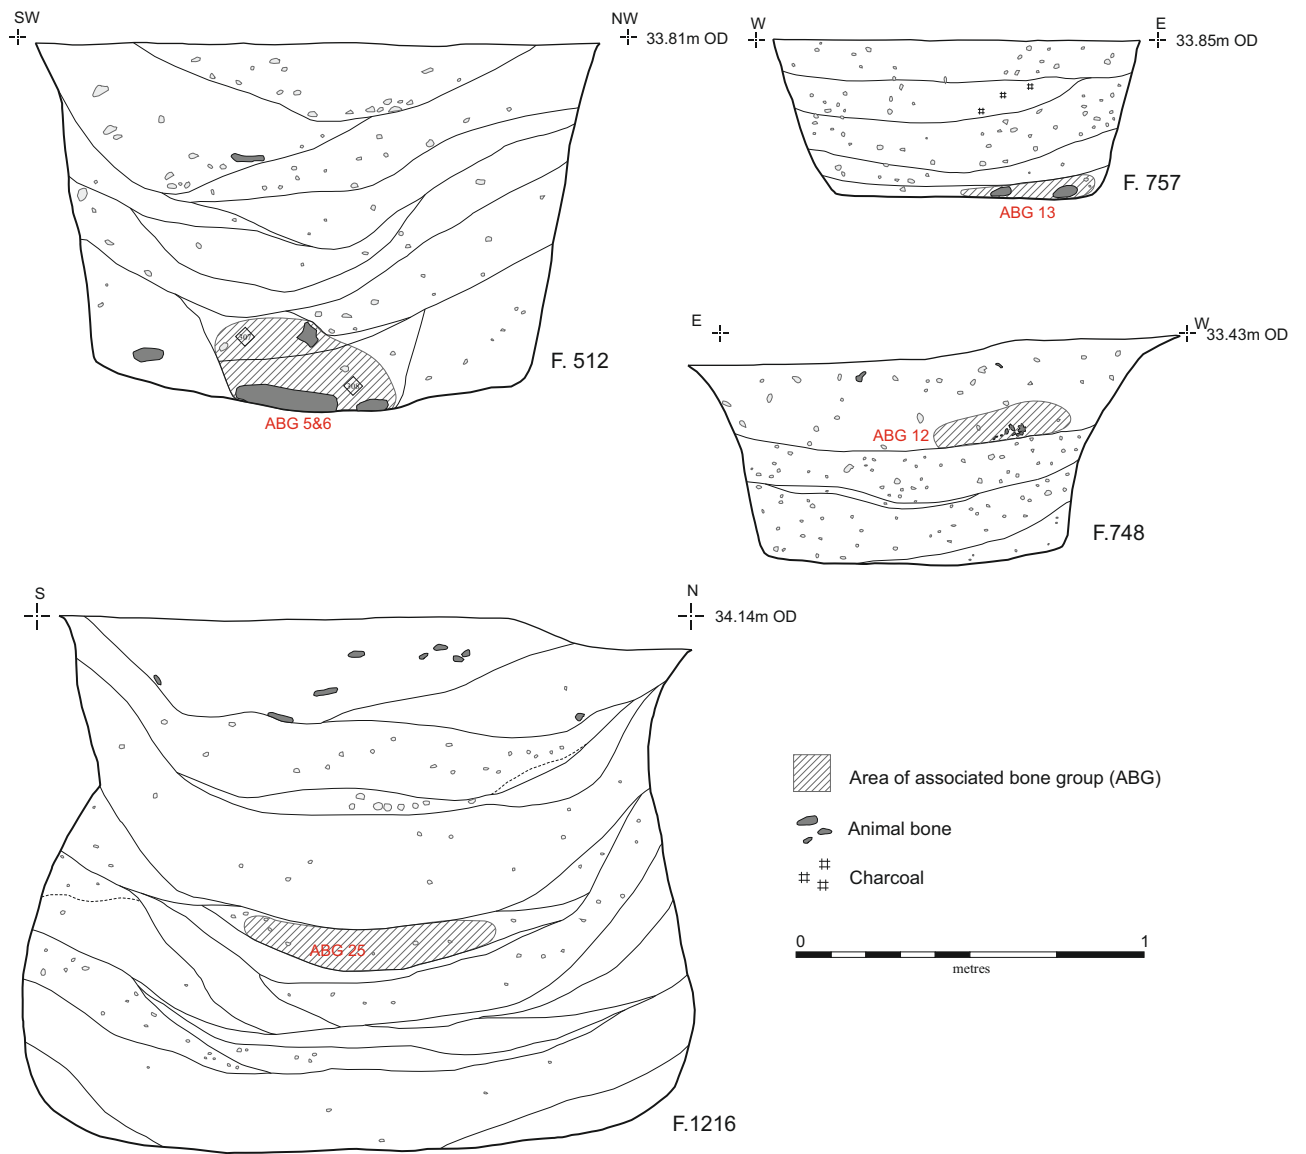 SW
NW
33.81m OD
307
308
F. 512
ABG 5&6
W
E
33.85m OD
F. 757
ABG 13
E
W
33.43m OD
ABG 12
F.748
S
N
34.14m OD
ABG 25
F.1216
Area of associated bone group (ABG)
Animal bone
Charcoal
0 1
metres